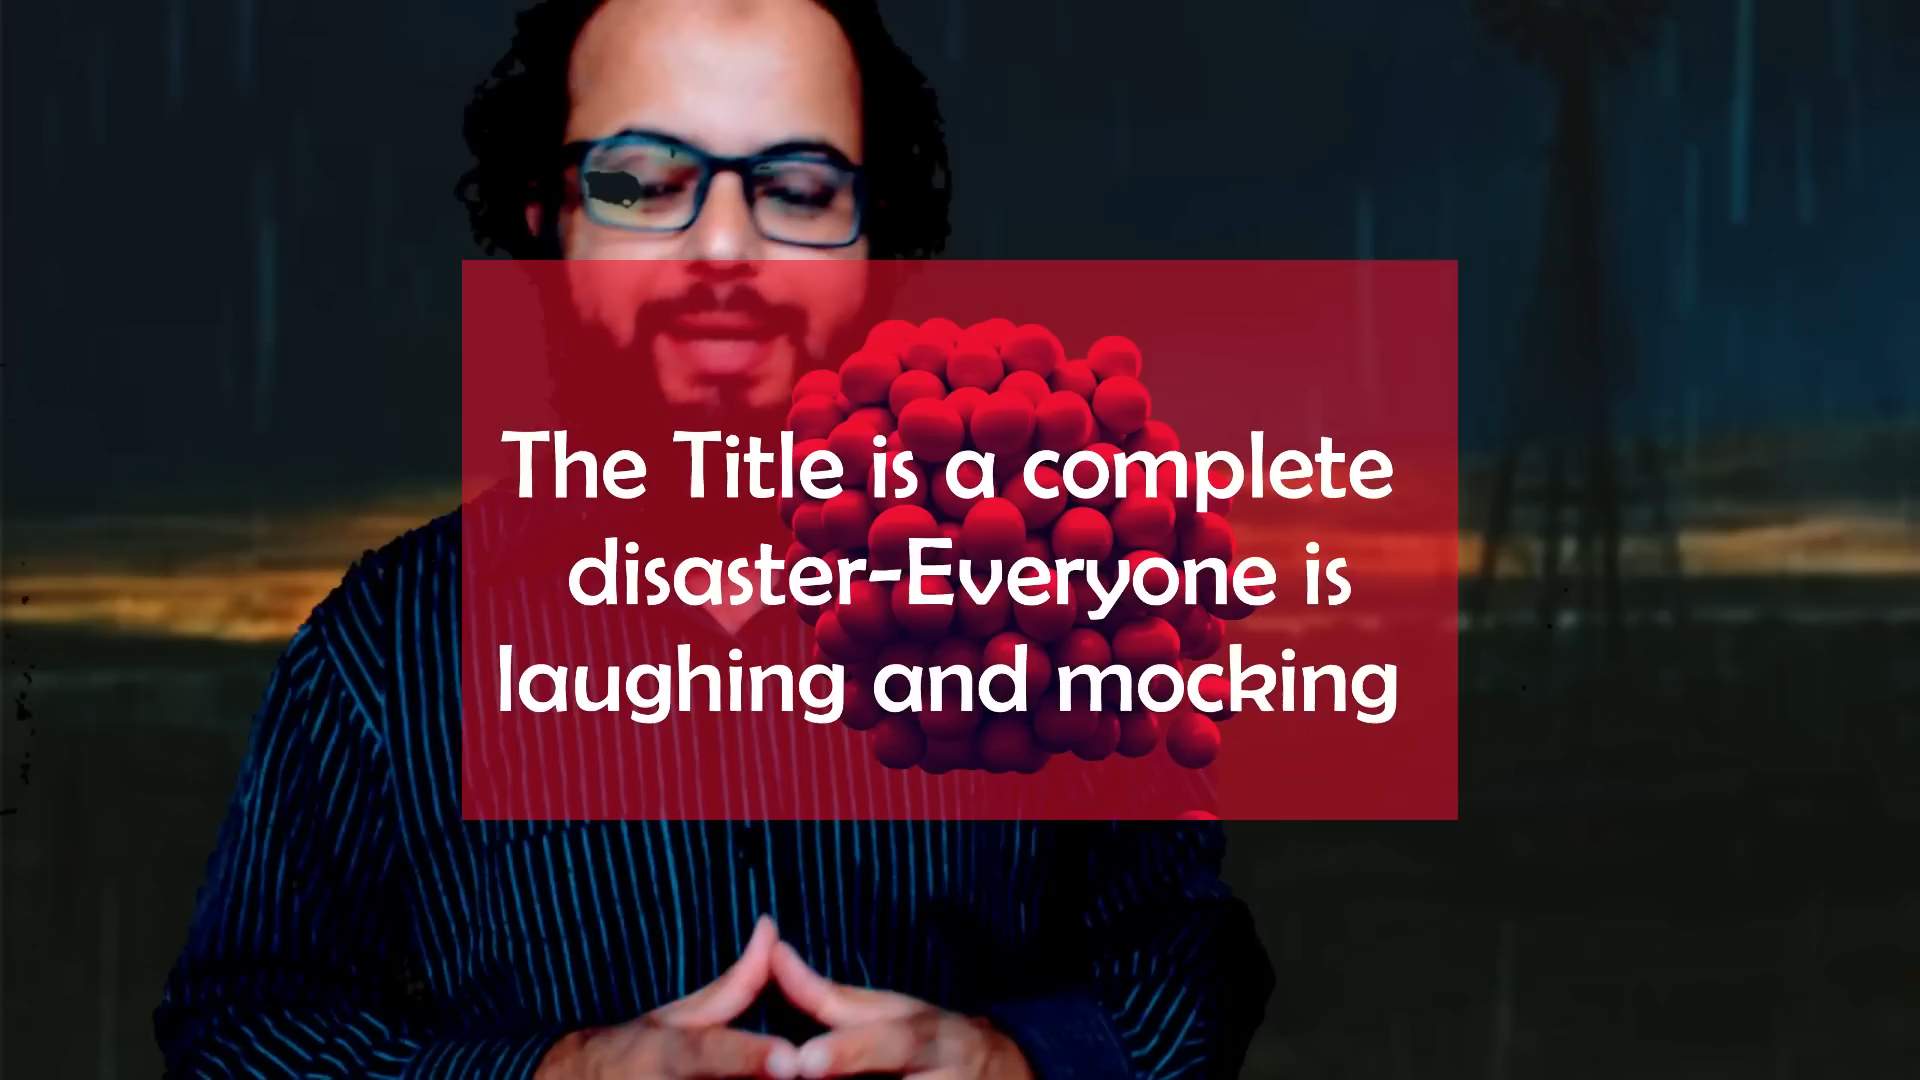 The Title is a complete
disaster-Everyone is
laughing and mocking